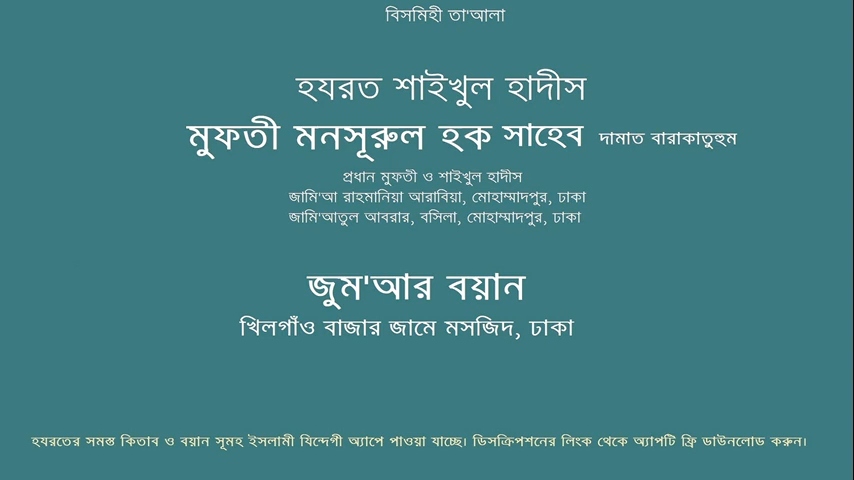 বিসমিহী তা'আলা
হযরত শাইখুল হাদীস
মুফতী মনসূরুল হক সাহেব দামাত বারাকাতুহুম
প্রধান মুফতী ও শাইখুল হাদীস
জামি'আ রাহমানিয়া আরাবিয়া, মোহাম্মাদপুর, ঢাকা
জামি'আতুল আবরার, বসিলা, মোহাম্মাদপুর, ঢাকা
জুম'আর বয়ান
খিলগাঁও বাজার জামে মসজিদ, ঢাকা
হযরতের সমস্ত কিতাব ও বয়ান সূমহ ইসলামী যিন্দেগী অ্যাপে পাওয়া যাচ্ছে। ডিসক্রিপশনের লিংক থেকে অ্যাপটি ফ্রি ডাউনলোড করুন।